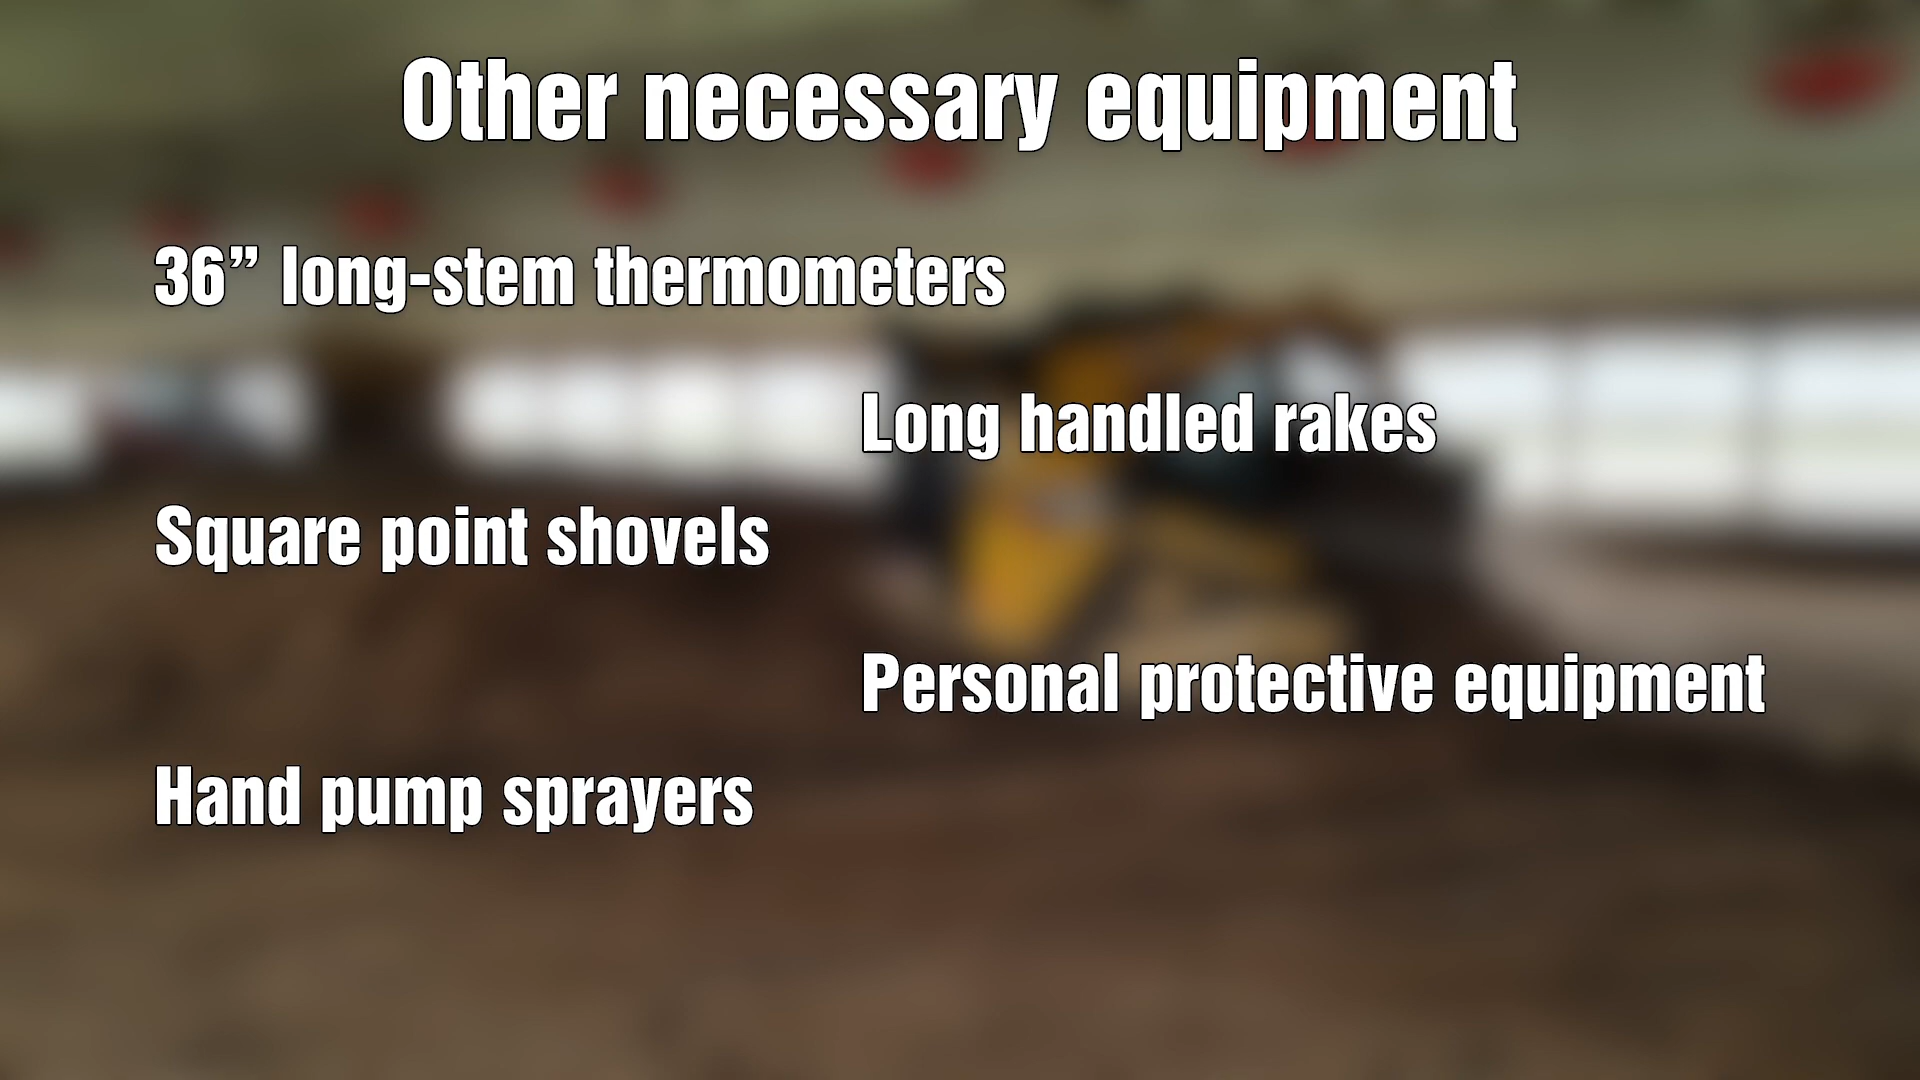 Other necessary equipment
36” long-stem thermometers
Long handled rakes
Square point shovels
Personal protective equipment
Hand pump sprayers